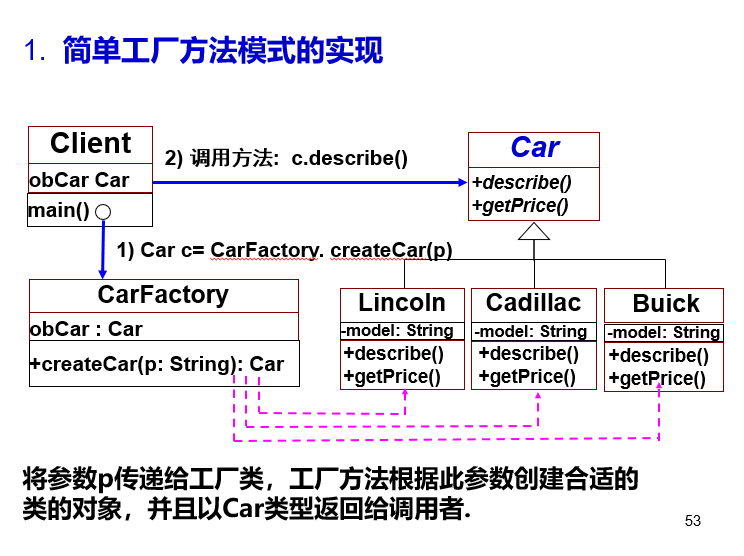 1. 简单工厂方法模式的实现
Client
obCar Car
main()
2) 调用方法: c.describe()
Car
+describe()
+getPrice()
1) Car c= CarFactory. createCar(p)
CarFactory
obCar : Car
+createCar(p: String): Car
Lincoln
-model: String
+describe()
+getPrice()
Cadillac
-model: String
+describe()
+getPrice()
Buick
-model: String
+describe()
+getPrice()
将参数p传递给工厂类，工厂方法根据此参数创建合适的
类的对象，并且以Car类型返回给调用者.
53